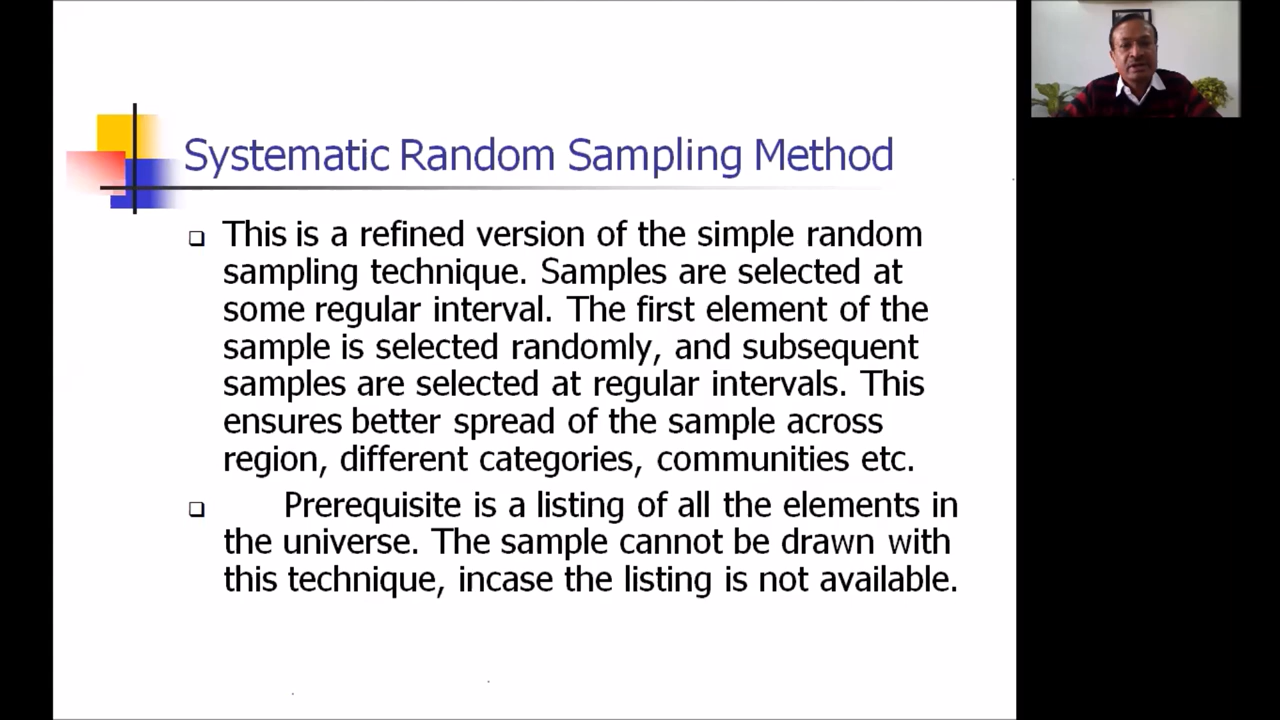 Systematic Random Sampling Method
This is a refined version of the simple random
sampling technique. Samples are selected at
some regular interval. The first element of the
sample is selected randomly, and subsequent
samples are selected at regular intervals. This
ensures better spread of the sample across
region, different categories, communities etc.
Prerequisite is a listing of all the elements in
the universe. The sample cannot be drawn with
this technique, incase the listing is not available.